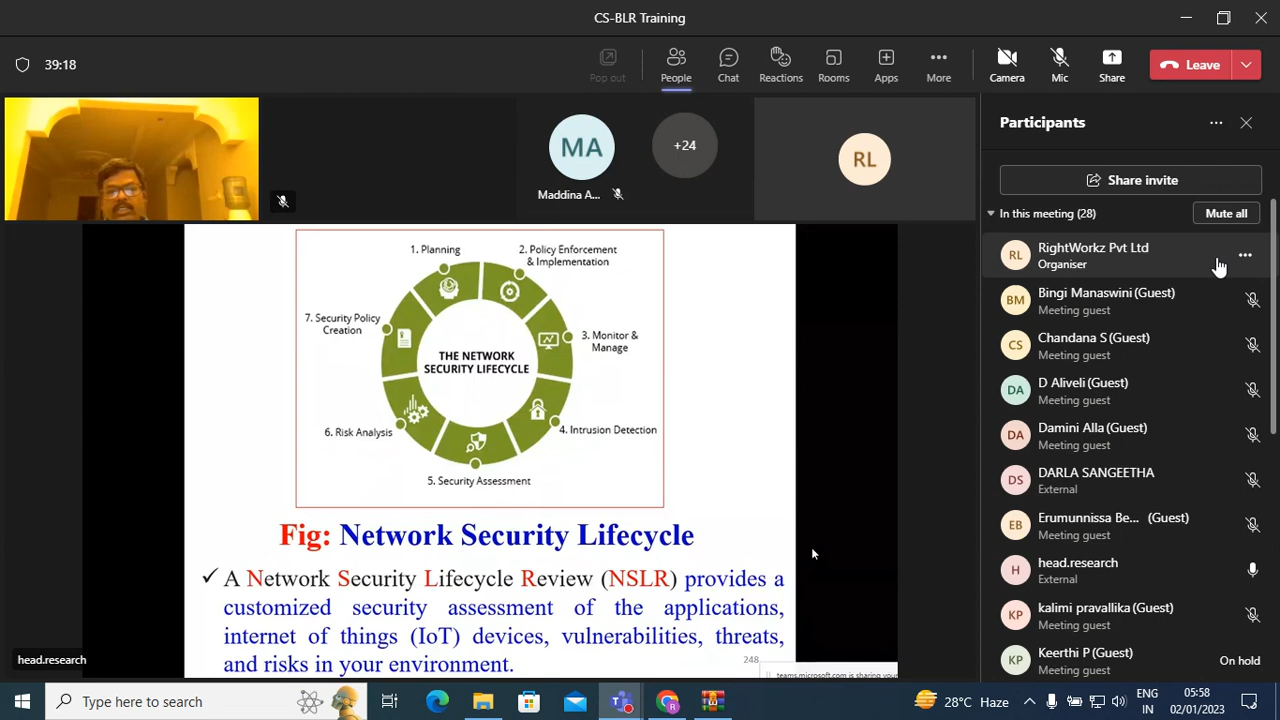 CS-BLR Training
39:18
Pop out
People
Chat
Reactions
Rooms
Apps
More
Camera
Mic
Share
Leave
MA
Maddina A...
+24
RL
Participants
Share invite
In this meeting (28)
Mute all
RL
RightWorkz Pvt Ltd
Organiser
BM
Bingi Manaswini (Guest)
Meeting guest
CS
Chandana S (Guest)
Meeting guest
DA
D Aliveli (Guest)
Meeting guest
DA
Damini Alla (Guest)
Meeting guest
DS
DARLA SANGEETHA
External
EB
Erumunnissa Be... (Guest)
Meeting guest
H
head.research
External
KP
kalimi pravallika (Guest)
Meeting guest
KP
Keerthi P (Guest)
Meeting guest
On hold
1. Planning
2. Policy Enforcement
& Implementation
3. Monitor &
Manage
4. Intrusion Detection
5. Security Assessment
6. Risk Analysis
7. Security Policy
Creation
THE NETWORK
SECURITY LIFECYCLE
Fig: Network Security Lifecycle
✓ A Network Security Lifecycle Review (NSLR) provides a
customized security assessment of the applications,
internet of things (IoT) devices, vulnerabilities, threats,
and risks in your environment.
248
teams.microsoft.com is sharing your
head.research
Type here to search
28°C Haze
ENG
IN
05:58
02/01/2023